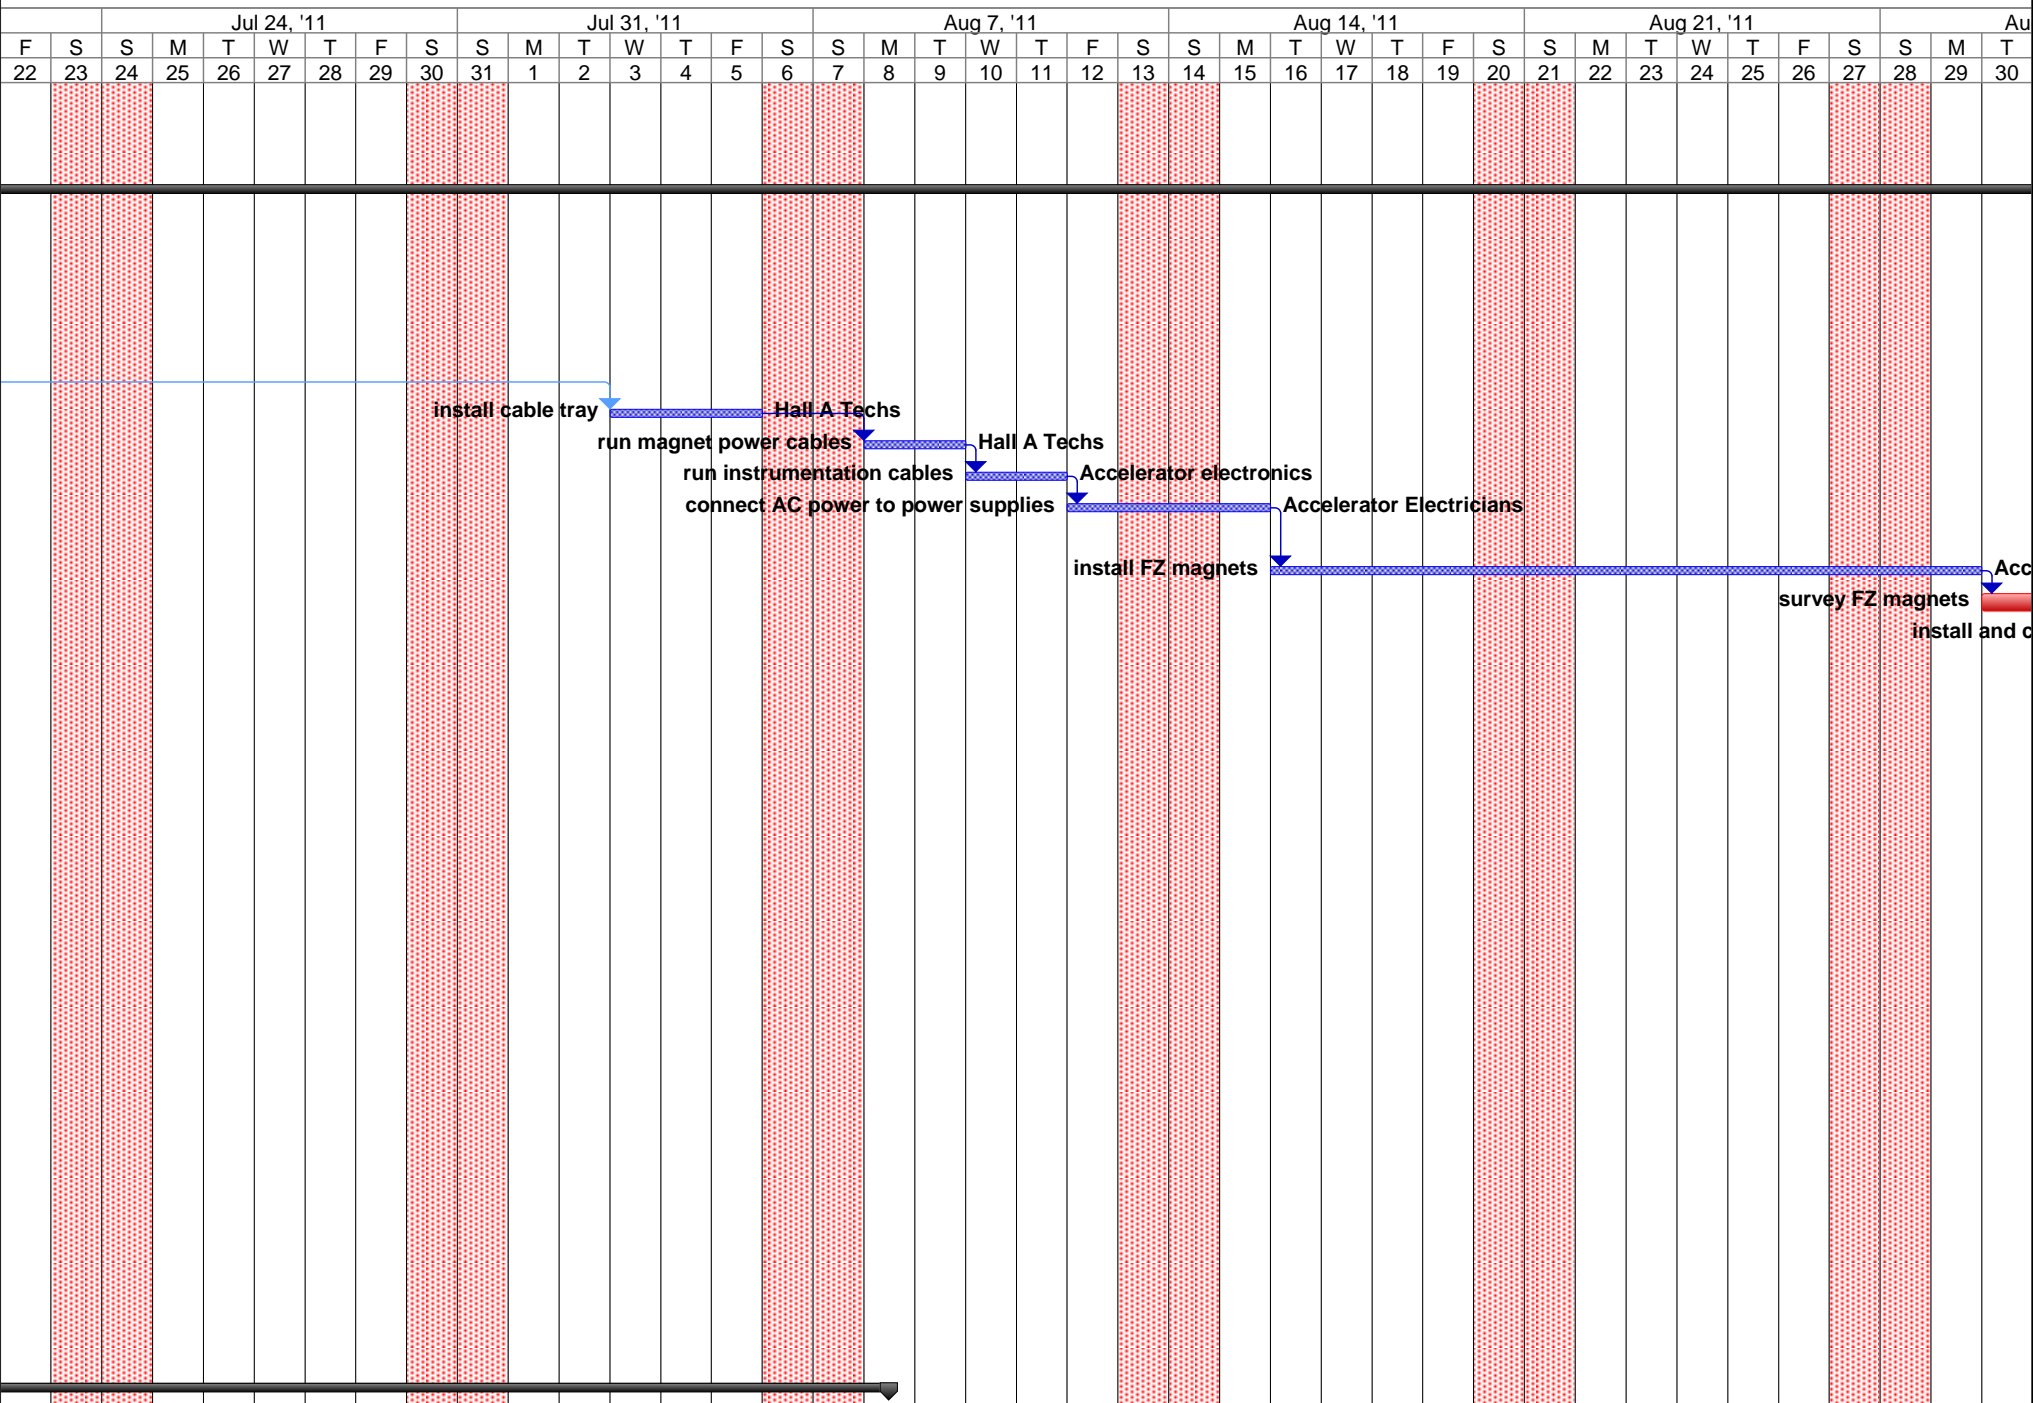 Jul 24, '11 Jul 31, '11 Aug 7, '11 Aug 14, '11 Aug 21, '11 Au
F S S M T W T F S S M T W T F S S M T W T F S S M T W T F S S M T W T F S S M T
22 23 24 25 26 27 28 29 30 31 1 2 3 4 5 6 7 8 9 10 11 12 13 14 15 16 17 18 19 20 21 22 23 24 25 26 27 28 29 30
install cable tray Hall A Techs
run magnet power cables Hall A Techs
run instrumentation cables Accelerator electronics
connect AC power to power supplies Accelerator Electricians
install FZ magnets Acc
survey FZ magnets
install and c